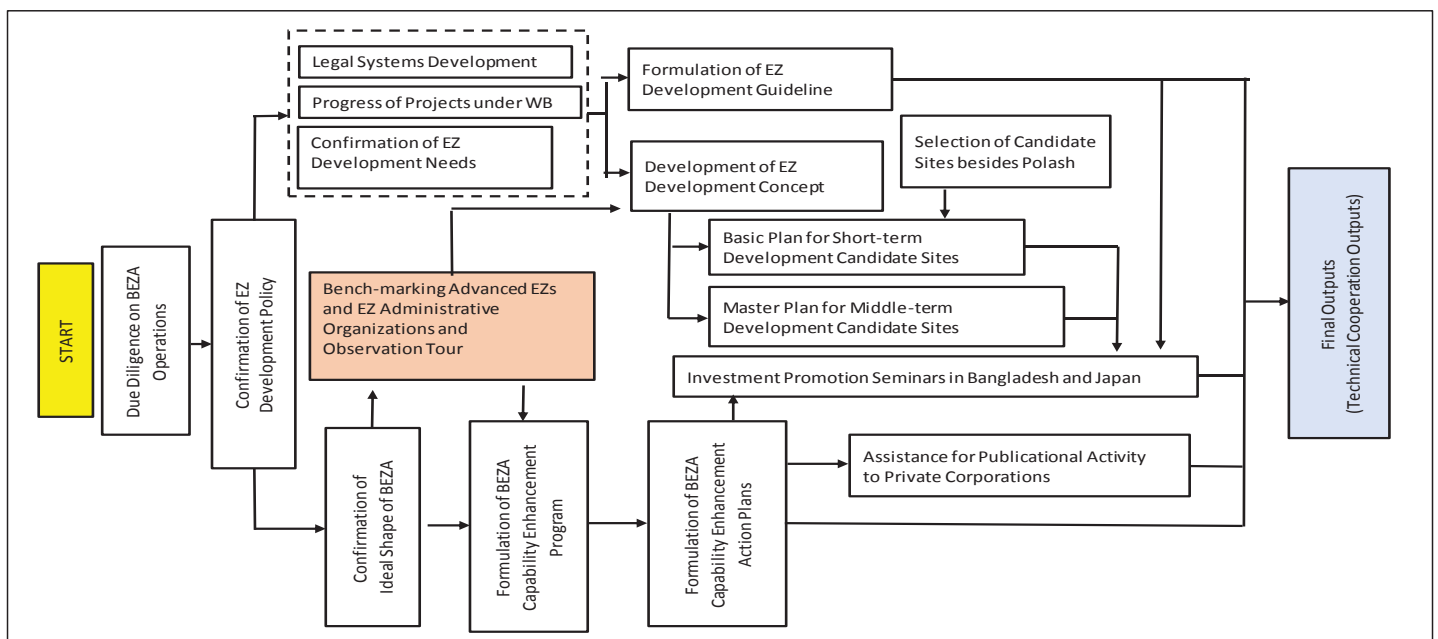 START
Due Diligence on BEZA
Operations
Confirmation of EZ
Development Policy
Legal Systems Development
Progress of Projects under WB
Confirmation of EZ
Development Needs
Formulation of EZ
Development Guideline
Development of EZ
Development Concept
Selection of Candidate
Sites besides Polash
Basic Plan for Short-term
Development Candidate Sites
Master Plan for Middle-term
Development Candidate Sites
Bench-marking Advanced EZs
and EZ Administrative
Organizations and
Observation Tour
Investment Promotion Seminars in Bangladesh and Japan
Confirmation of
Ideal Shape of BEZA
Formulation of BEZA
Capability Enhancement
Program
Formulation of BEZA
Capability Enhancement
Action Plans
Assistance for Publicational Activity
to Private Corporations
Final Outputs
(Technical Cooperation Outputs)